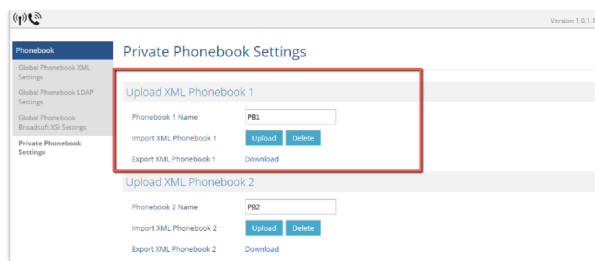 Version 1.0.1.1
Phonebook
Global Phonebook XML
Settings
Global Phonebook LDAP
Settings
Global Phonebook
Broadsoft XSI Settings
Private Phonebook
Settings
Private Phonebook Settings
Upload XML Phonebook 1
Phonebook 1 Name PB1
Import XML Phonebook 1 Upload Delete
Export XML Phonebook 1 Download
Upload XML Phonebook 2
Phonebook 2 Name PB2
Import XML Phonebook 2 Upload Delete
Export XML Phonebook 2 Download